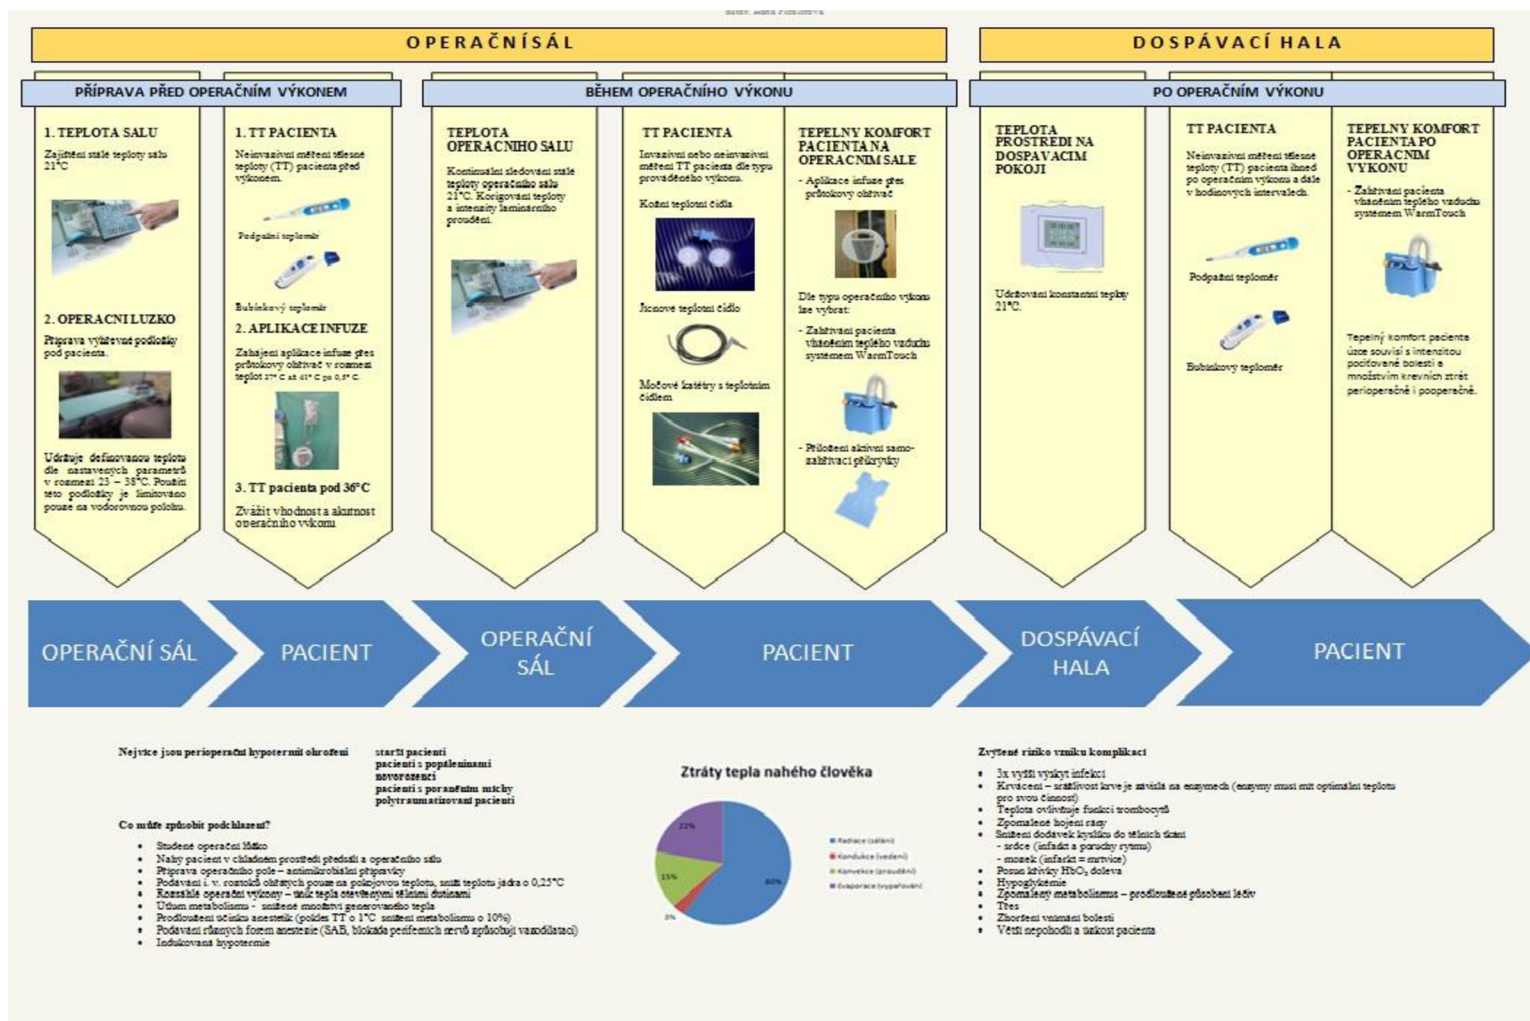 OPERAČNÍ SÁL
DOSPÁVACÍ HALA
PŘÍPRAVA PŘED OPERAČNÍM VÝKONEM
BĚHEM OPERAČNÍHO VÝKONU
PO OPERAČNÍM VÝKONU
1. TEPLOTA SALU
Zajištění stálé teploty sálu
21°C
2. OPERACNI LUZKO
Příprava výhřevné podložky
pod pacienta.
Udržuje definovanou teplotu
dle nastavených parametrů
v rozmezí 25 – 38°C. Použití
této podložky je limitováno
pouze na vodorovnou polohu.
1. TT PACIENTA
Neinvazivní měření tělesné
teploty (TT) pacienta před
výkonem.
Podpažní teploměr
Bubínkový teploměr
2. APLIKACE INFUZE
Zahájení aplikace infuze přes
průtokový ohřívač v rozmezí
teplot 37° C až 41° C po 0,5° C.
3. TT pacienta pod 36°C
Zvážit vhodnost a akutnost
operačního výkonu
TEPLOTA
OPERACNIHO SALU
Kontinuální sledování stálé
teploty operačního sálu
21°C. Korigování teploty
a intenzity laminárního
proudění.
TT PACIENTA
Invazivní nebo neinvazivní
měření TT pacienta dle typu
prováděného výkonu.
Kožní teplotní čidla
Jícnové teplotní čidlo
Močové katétry s teplotním
čidlem
TEPELNY KOMFORT
PACIENTA NA
OPERACNIM SALE
- Aplikace infuze přes
průtokový ohřívač
Dle typu operačního výkonu
lze vybrat:
- Zahřívání pacienta
vháněním teplého vzduchu
systémem WarmTouch
- Přiložení aktivní samo-
zahřívací přikrývky
TEPLOTA
PROSTREDI NA
DOSPAVACIM
POKOJI
Udržování konstantní teploty
21°C.
TT PACIENTA
Neinvazivní měření tělesné
teploty (TT) pacienta ihned
po operačním výkonu a dále
v hodinových intervalech.
Podpažní teploměr
Bubínkový teploměr
TEPELNY KOMFORT
PACIENTA PO
OPERACNIM
VYKONU
- Zahřívání pacienta
vháněním teplého vzduchu
systémem WarmTouch
Tepelný komfort pacienta
úzce souvisí s intenzitou
pociťované bolesti a
množstvím krevních ztrát
perioperačně i pooperačně.
OPERAČNÍ SÁL
PACIENT
OPERAČNÍ
SÁL
PACIENT
DOSPÁVACÍ
HALA
PACIENT
Nejvíce jsou perioperační hypotermií ohroženi
starší pacienti
pacienti s popáleninami
novorozenci
pacienti s poraněním míchy
polytraumatizovaní pacienti
Co může způsobit podchlazení?
• Studené operační lůžko
• Nahý pacient v chladném prostředí předsálí a operačního sálu
• Příprava operačního pole – antimikrobiální přípravky
• Podávání i. v. roztoků ohřátých pouze na pokojovou teplotu, sníží teplotu jádra o 0,25°C
• Rozsáhlé operační výkony – únik tepla otevřenými tělními dutinami
• Útlum metabolismu - snížené množství generovaného tepla
• Prodloužení účinku anestetik (pokles TT o 1°C snížení metabolismu o 10%)
• Podávání různých forem anestezie (SAB, blokáda periferních nervů způsobují vazodilataci)
• Indukovaná hypotermie
Ztráty tepla nahého člověka
22%
15%
3%
60%
Radiace (sálání)
Kondukce (vedení)
Konvekce (proudění)
Evaporace (vypařování)
Zvýšené riziko vzniku komplikací
• 3x vyšší výskyt infekcí
• Krvácení – srážlivost krve je závislá na enzymech (enzymy musí mít optimální teplotu
pro svou činnost)
• Teplota ovlivňuje funkci trombocytů
• Zpomalené hojení rány
• Snížení dodávek kyslíku do tělních tkání
- srdce (infarkt a poruchy rytmu)
- mozek (infarkt = mrtvice)
• Posun křivky HbO₂ doleva
• Hypoglykémie
• Zpomalený metabolismus – prodloužené působení léčiv
• Třes
• Zhoršení vnímání bolesti
• Větší nepohodlí a úzkost pacienta